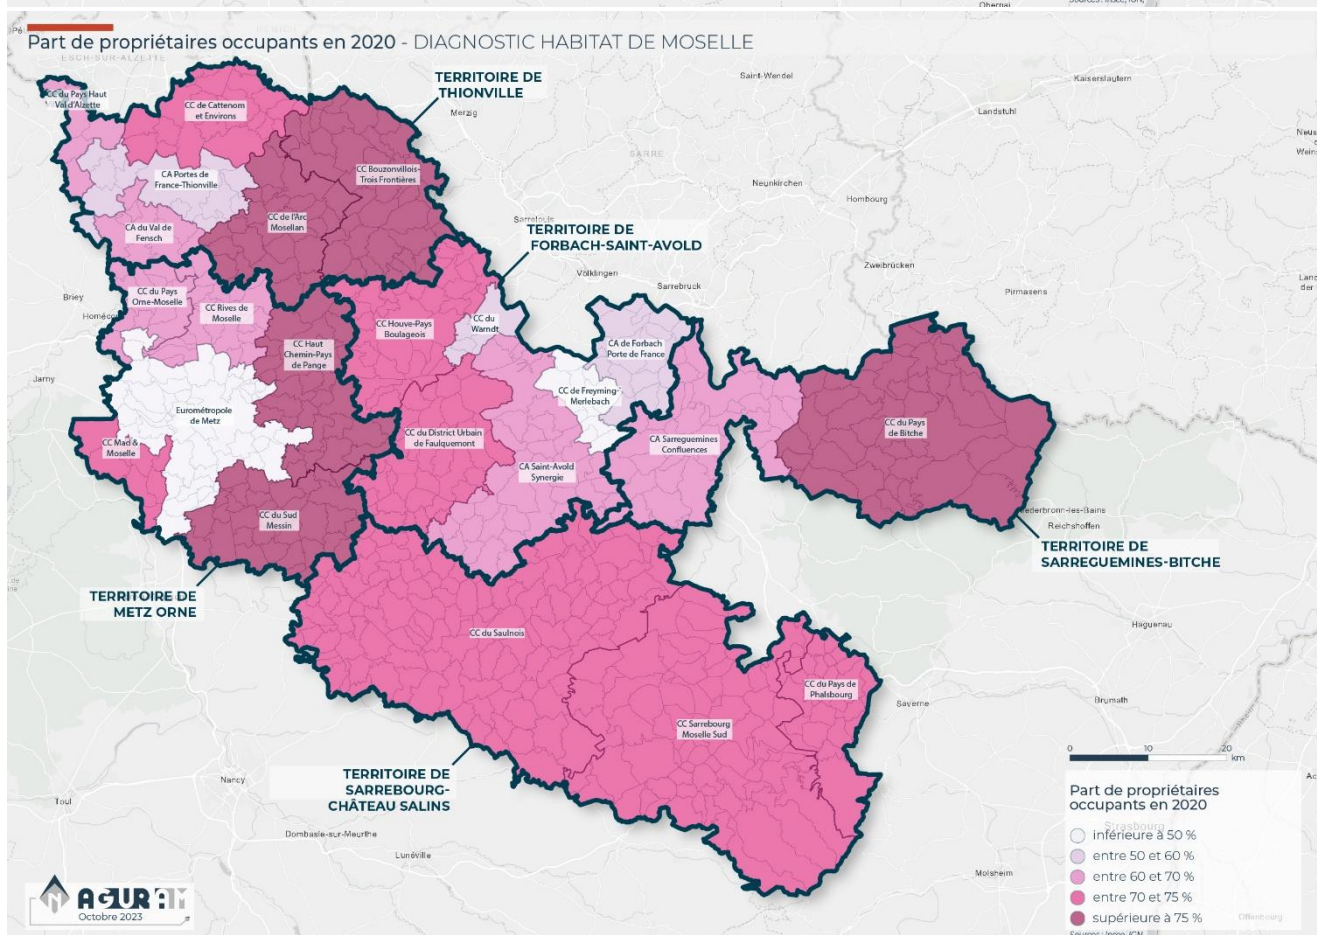 Obernai
Part de propriétaires occupants en 2020 - DIAGNOSTIC HABITAT DE MOSELLE
ESCH-SUR-ALZETTE
TERRITOIRE DE
THIONVILLE
Saint-Wendel
Kaiserslautern
Landstuhl
Merzig
SARRE
Neunkirchen
Hombourg
CC du Pays Haut
Val d'Alzette
CC de Cattenom
et Environs
CC Bouzonvillois-
Trois Frontières
CA Portes de
France-Thionville
CC de l'Arc
Mosellan
CA du Val de
Fensch
Sarrelouis
TERRITOIRE DE
FORBACH-SAINT-AVOLD
Völklingen
Sarrebruck
Zweibrücken
Pirmasens
Briey
CC du Pays
Orne-Moselle
CC Rives de
Moselle
CC Houve-Pays
Boulageois
CC du
Warndt
CA de Forbach
Porte de France
CC Haut
Chemin-Pays
de Pange
Jarny
CC de Freyming-
Merlebach
Eurométropole
de Metz
CC du Pays
de Bitche
CC Mad &
Moselle
CC du District Urbain
de Faulquemont
CA Sarreguemines
Confluences
CA Saint-Avold
Synergie
CC du Sud
Messin
Reichshoffen
TERRITOIRE DE
SARREGUEMINES-BITCHE
TERRITOIRE DE
METZ ORNE
Haguenau
CC du Saulnois
CC du Pays de
Phalsbourg
Saverne
Brumath
CC Sarrebourg
Moselle Sud
0 10 20
km
TERRITOIRE DE
SARREBOURG-
CHÂTEAU SALINS
Nancy
Toul
Dombasle-sur-Meurthe
Lunéville
Part de propriétaires
occupants en 2020
Strasbourg
inférieure à 50 %
entre 50 et 60 %
entre 60 et 70 %
entre 70 et 75 %
supérieure à 75 %
Molsheim
Offenbourg
N AGURAM
Octobre 2023